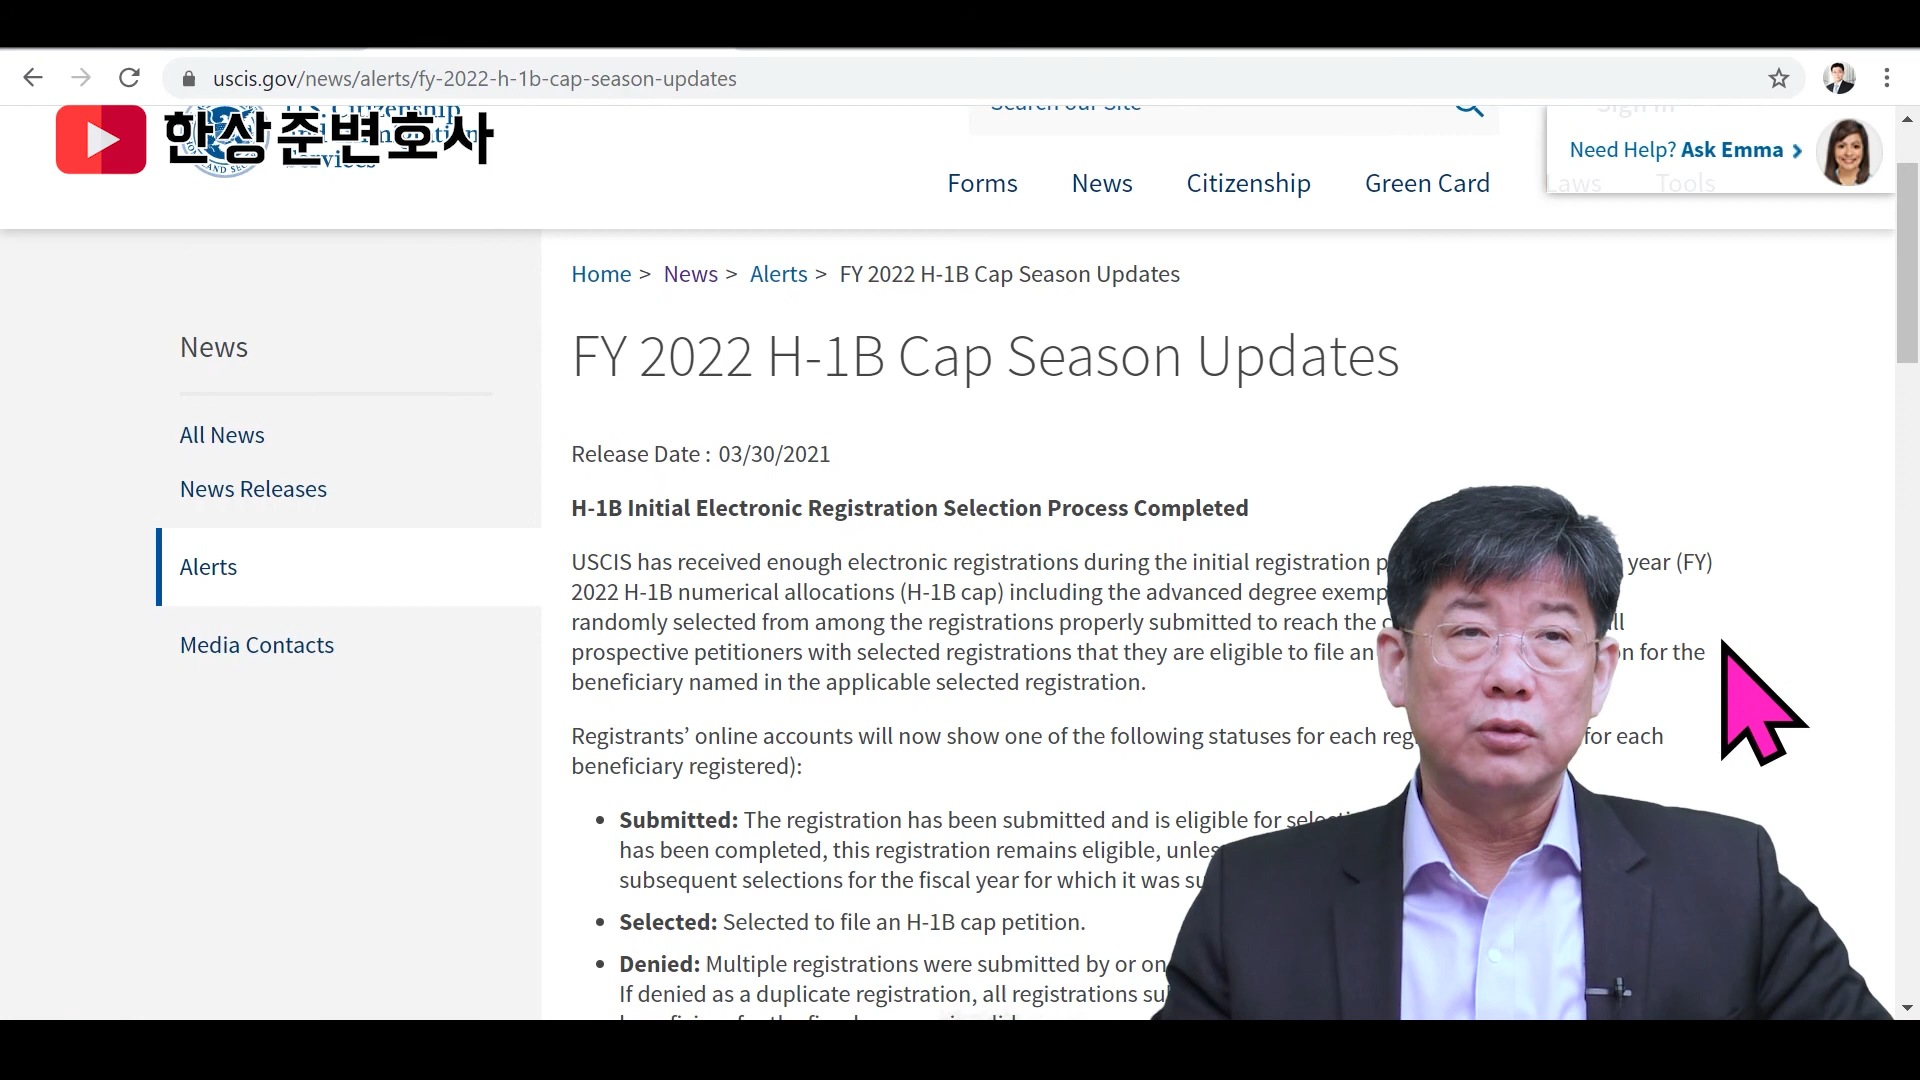 uscis.gov/news/alerts/fy-2022-h-1b-cap-season-updates
한상준변호사
Search our Site
Sign In
Need Help? Ask Emma
Forms News Citizenship Green Card Laws Tools
Home > News > Alerts > FY 2022 H-1B Cap Season Updates
News
All News
News Releases
Alerts
Media Contacts
FY 2022 H-1B Cap Season Updates
Release Date : 03/30/2021
H-1B Initial Electronic Registration Selection Process Completed
USCIS has received enough electronic registrations during the initial registration year (FY)
2022 H-1B numerical allocations (H-1B cap) including the advanced degree
randomly selected from among the registrations properly submitted to reach the
prospective petitioners with selected registrations that they are eligible to file an for the
beneficiary named in the applicable selected registration.
Registrants’ online accounts will now show one of the following statuses for each for each
beneficiary registered):
• Submitted: The registration has been submitted and is eligible for
has been completed, this registration remains eligible,
subsequent selections for the fiscal year for which it was
• Selected: Selected to file an H-1B cap petition.
• Denied: Multiple registrations were submitted by or on
If denied as a duplicate registration, all registrations